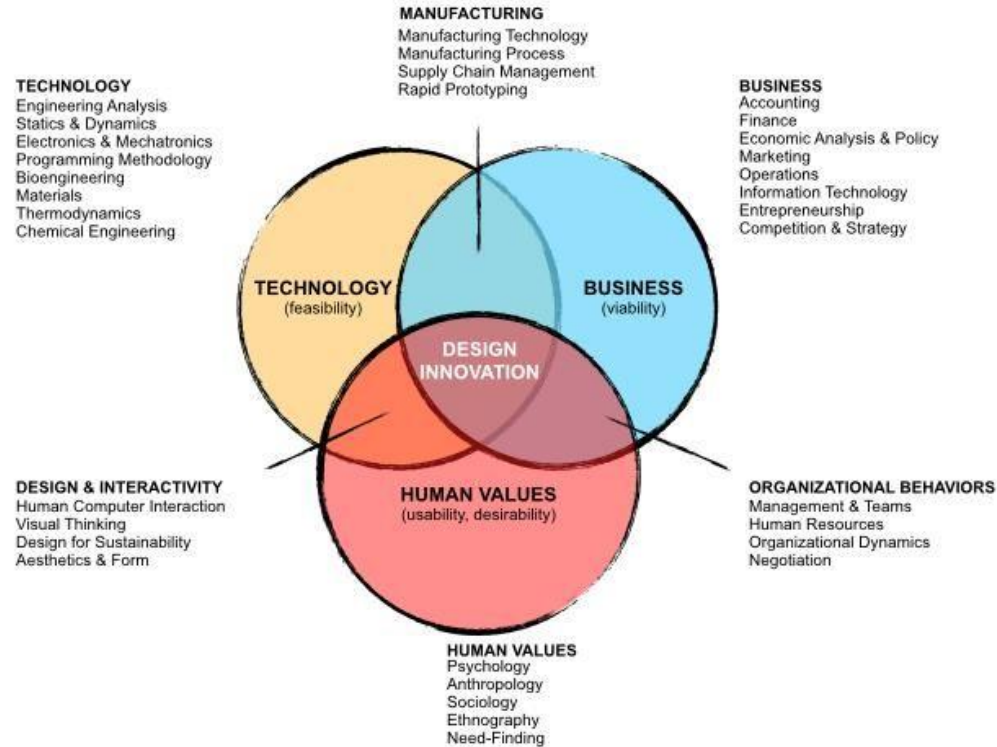 MANUFACTURING
Manufacturing Technology
Manufacturing Process
Supply Chain Management
Rapid Prototyping
TECHNOLOGY
Engineering Analysis
Statics & Dynamics
Electronics & Mechatronics
Programming Methodology
Bioengineering
Materials
Thermodynamics
Chemical Engineering
BUSINESS
Accounting
Finance
Economic Analysis & Policy
Marketing
Operations
Information Technology
Entrepreneurship
Competition & Strategy
TECHNOLOGY
(feasibility)
BUSINESS
(viability)
DESIGN
INNOVATION
HUMAN VALUES
(usability, desirability)
DESIGN & INTERACTIVITY
Human Computer Interaction
Visual Thinking
Design for Sustainability
Aesthetics & Form
ORGANIZATIONAL BEHAVIORS
Management & Teams
Human Resources
Organizational Dynamics
Negotiation
HUMAN VALUES
Psychology
Anthropology
Sociology
Ethnography
Need-Finding